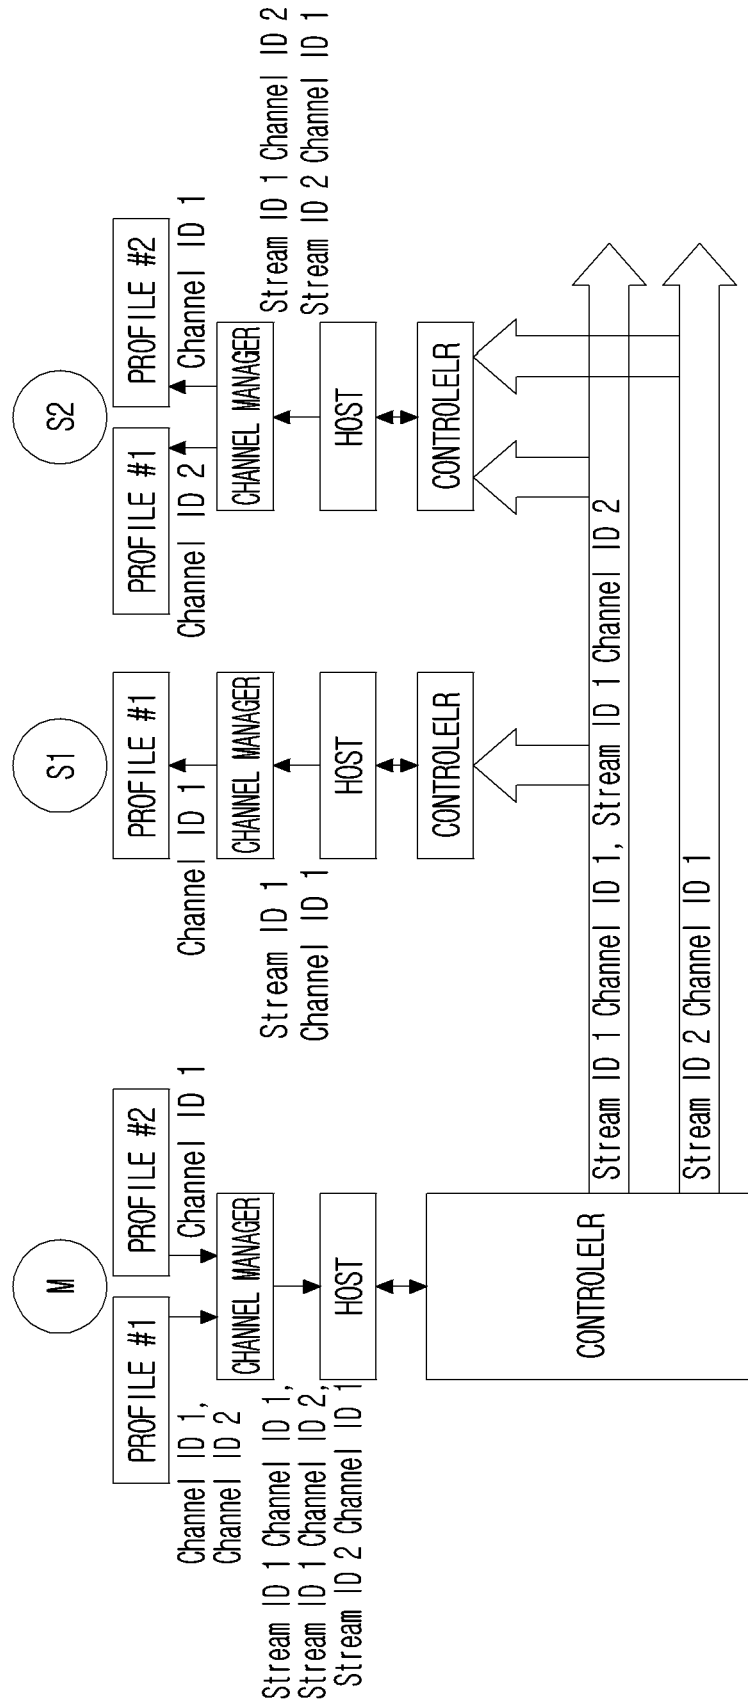 M
PROFILE #1
PROFILE #2
Channel ID 1,
Channel ID 2
Channel ID 1
CHANNEL MANAGER
Stream ID 1 Channel ID 1,
Stream ID 1 Channel ID 2,
Stream ID 2 Channel ID 1
HOST
CONTROLELR
S1
PROFILE #1
Channel ID 1
CHANNEL MANAGER
Stream ID 1
Channel ID 1
HOST
CONTROLELR
S2
PROFILE #1
PROFILE #2
Channel ID 2
Channel ID 1
CHANNEL MANAGER
Stream ID 1 Channel ID 2
Stream ID 2 Channel ID 1
HOST
CONTROLELR
Stream ID 1 Channel ID 1, Stream ID 1 Channel ID 2
Stream ID 2 Channel ID 1